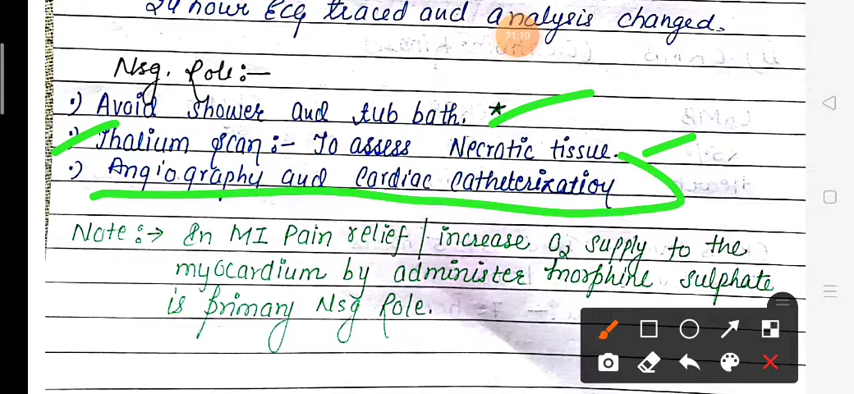 24 hour ECG traced and analysis changed.
Nsg. Role:-
•) Avoid shower and tub bath. *
•) Thalium scan :- To assess Necrotic tissue.
•) Angiography and Cardiac Catheterization
Note:→ In MI Pain relief / increase O2 supply to the
myocardium by administer morphine sulphate
is primary Nsg Role.